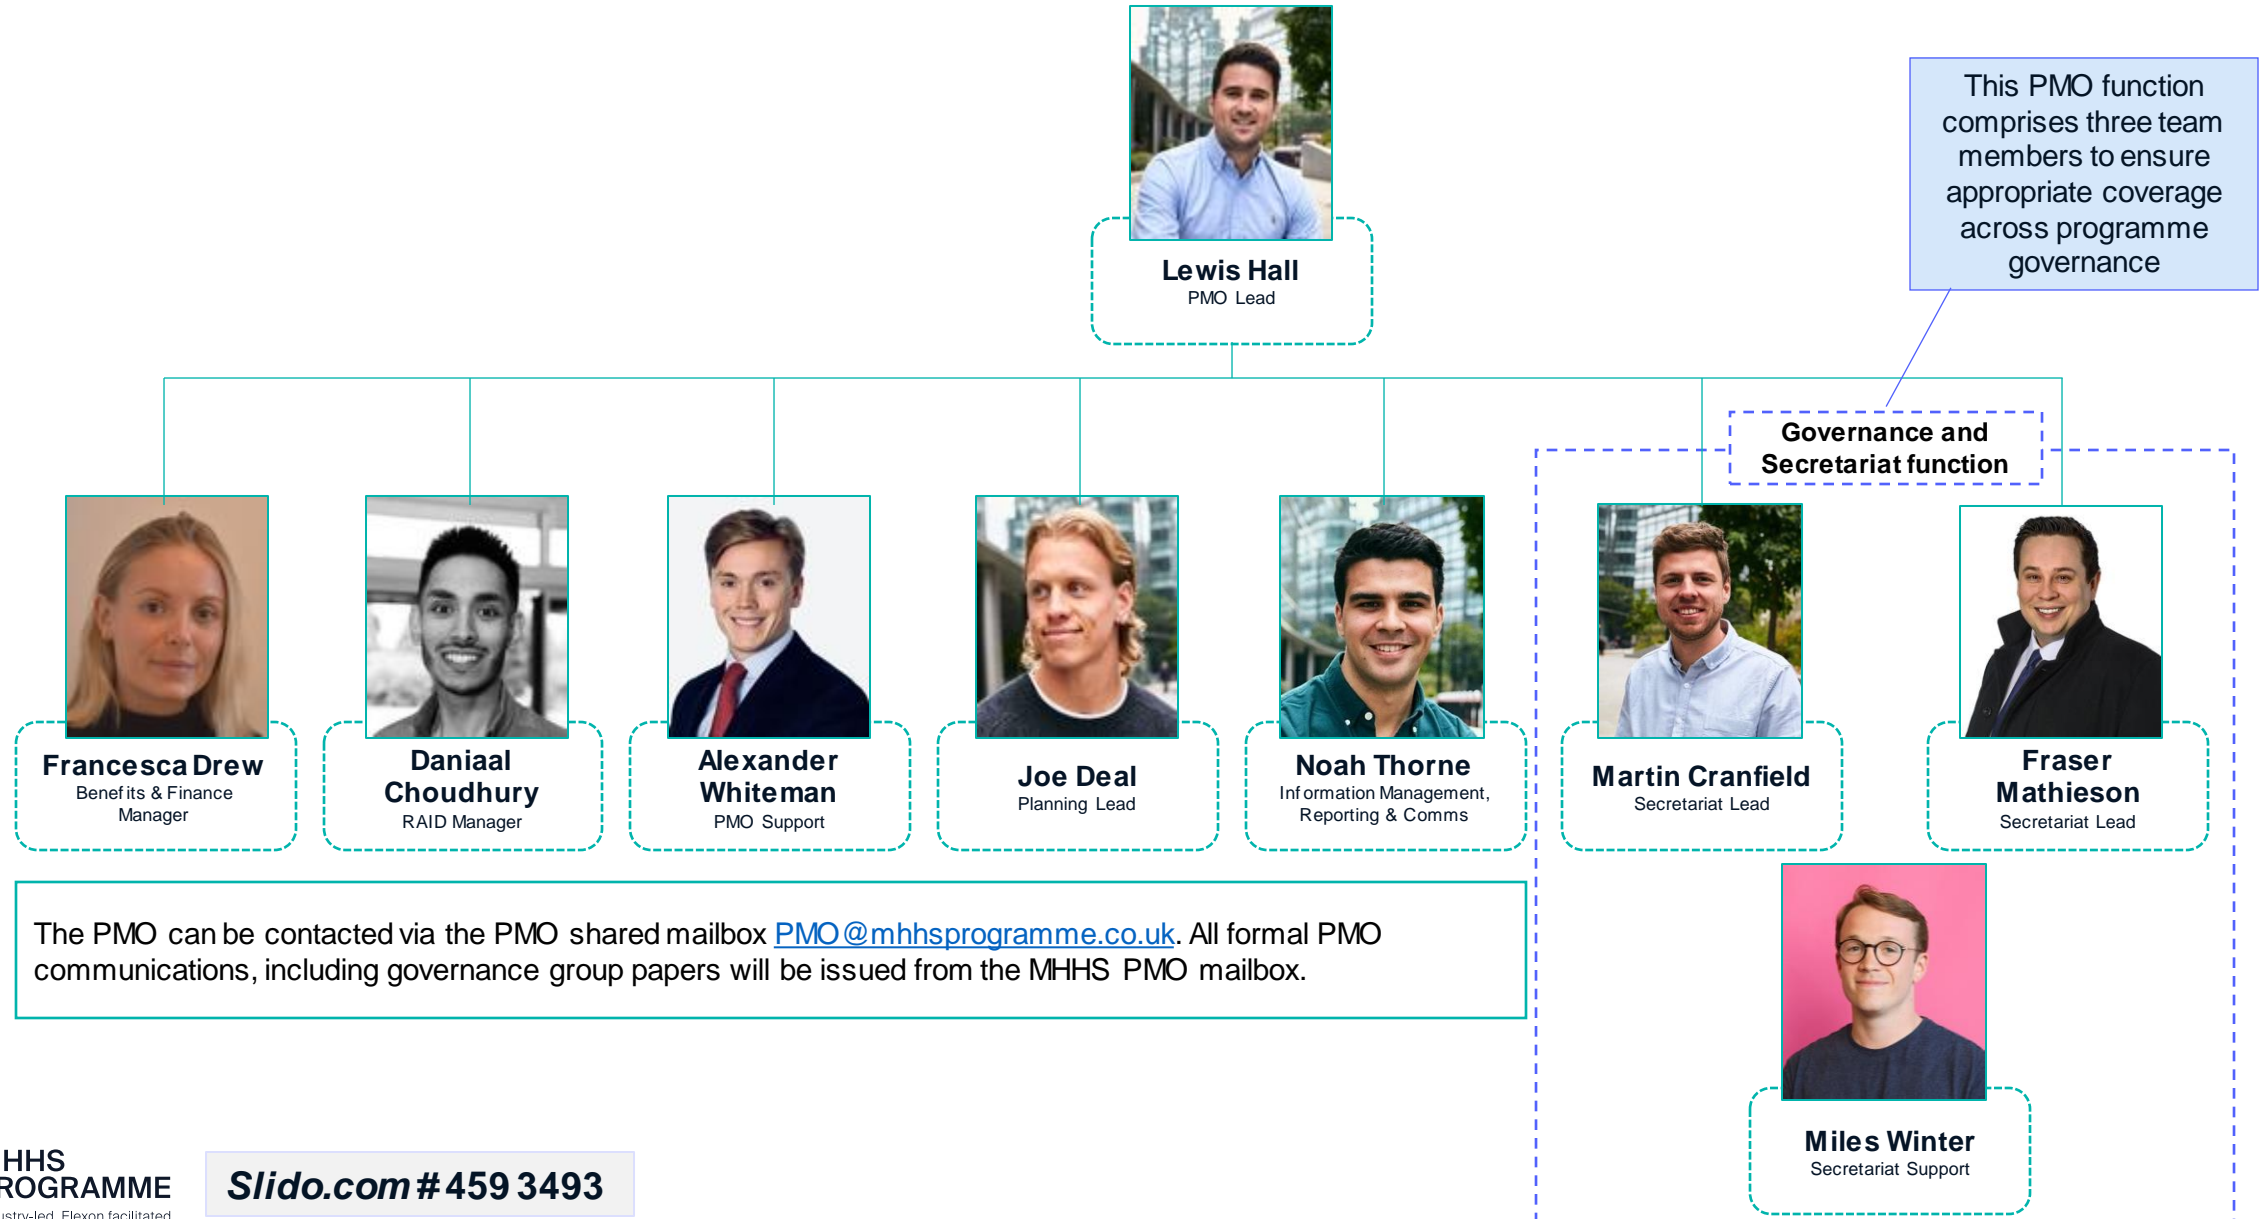 This PMO function
comprises three team
members to ensure
appropriate coverage
across programme
governance
Lewis Hall
PMO Lead
Governance and
Secretariat function
Francesca Drew
Benefits & Finance
Manager
Daniaal
Choudhury
RAID Manager
Alexander
Whiteman
PMO Support
Joe Deal
Planning Lead
Noah Thorne
Information Management,
Reporting & Comms
Martin Cranfield
Secretariat Lead
Fraser
Mathieson
Secretariat Lead
The PMO can be contacted via the PMO shared mailbox PMO@mhhsprogramme.co.uk. All formal PMO
communications, including governance group papers will be issued from the MHHS PMO mailbox.
Miles Winter
Secretariat Support
HHS
ROGRAMME
ustry-led, Elexon facilitated
Slido.com #459 3493